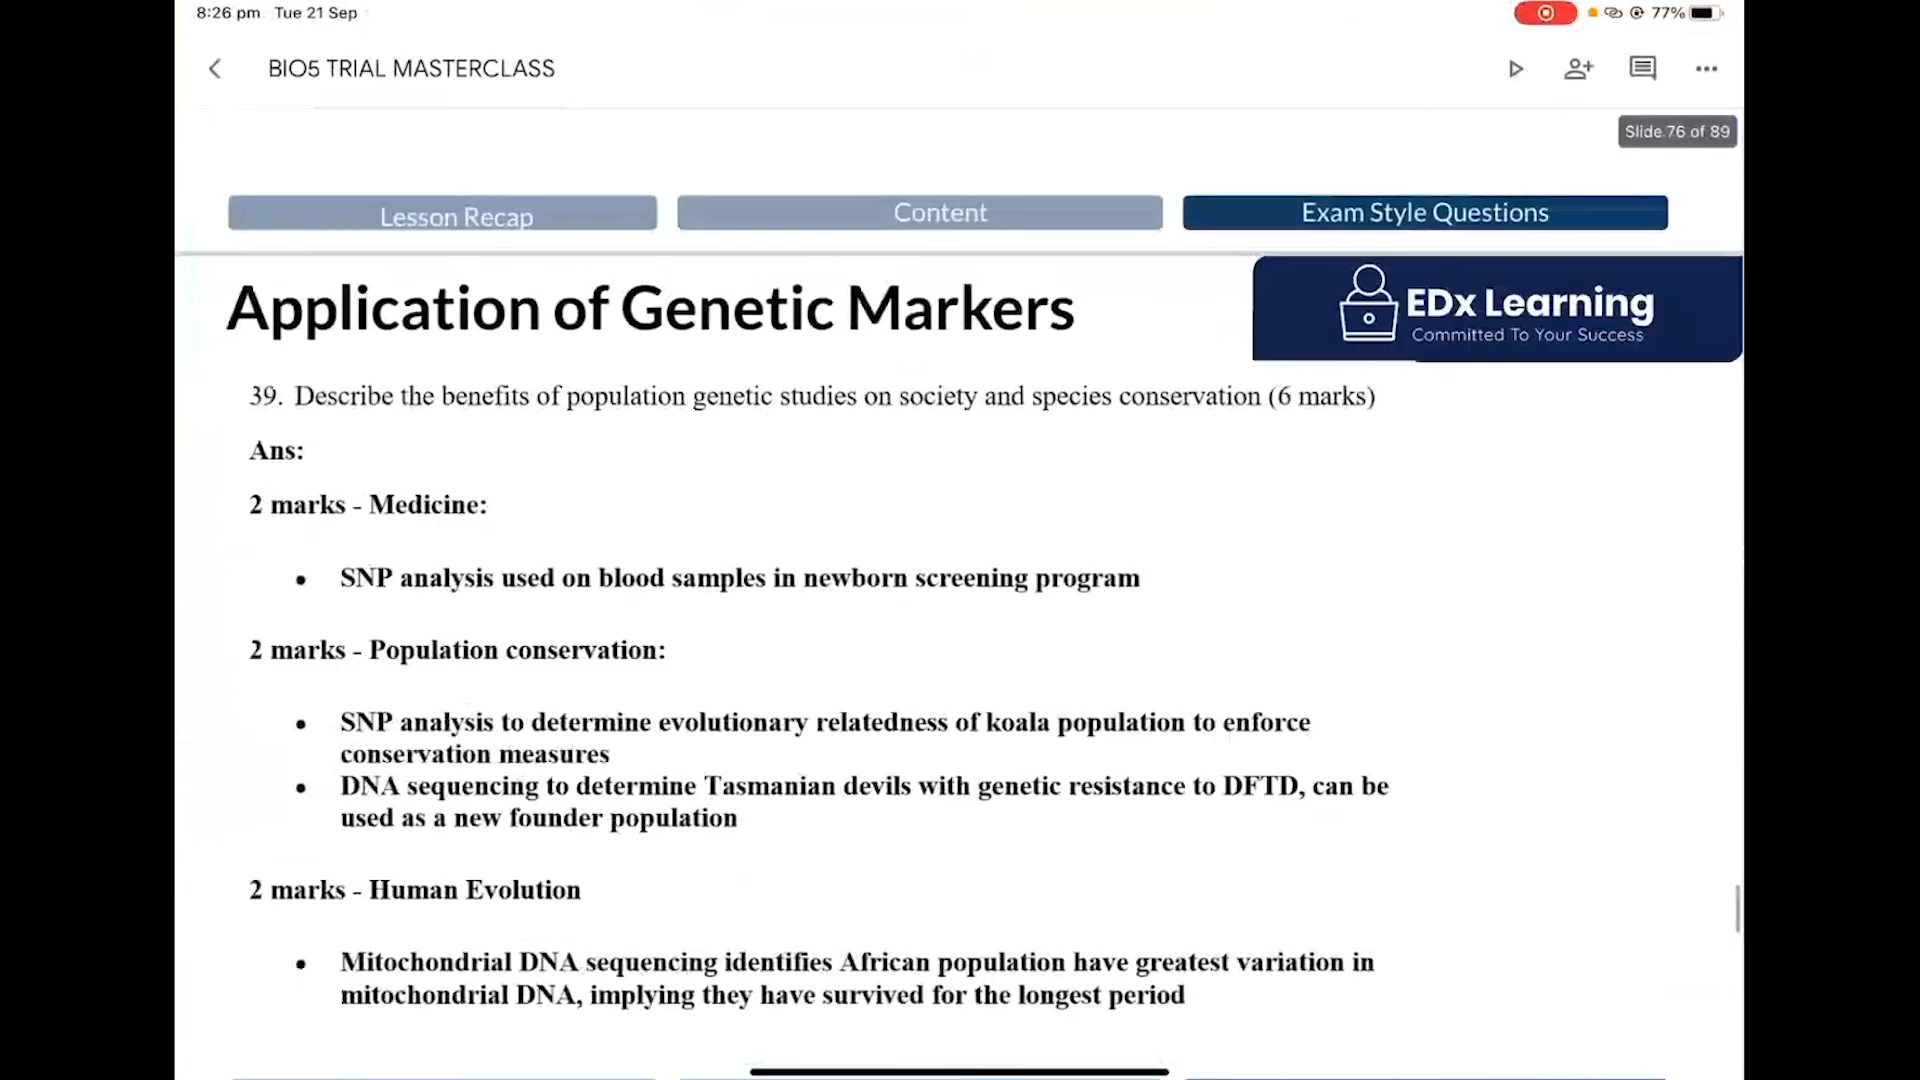 8:26 pm Tue 21 Sep
77%
BIO5 TRIAL MASTERCLASS
Slide 76 of 89
Lesson Recap
Content
Exam Style Questions
Application of Genetic Markers
EDx Learning
Committed To Your Success
39. Describe the benefits of population genetic studies on society and species conservation (6 marks)
Ans:
2 marks - Medicine:
• SNP analysis used on blood samples in newborn screening program
2 marks - Population conservation:
• SNP analysis to determine evolutionary relatedness of koala population to enforce
conservation measures
• DNA sequencing to determine Tasmanian devils with genetic resistance to DFTD, can be
used as a new founder population
2 marks - Human Evolution
• Mitochondrial DNA sequencing identifies African population have greatest variation in
mitochondrial DNA, implying they have survived for the longest period